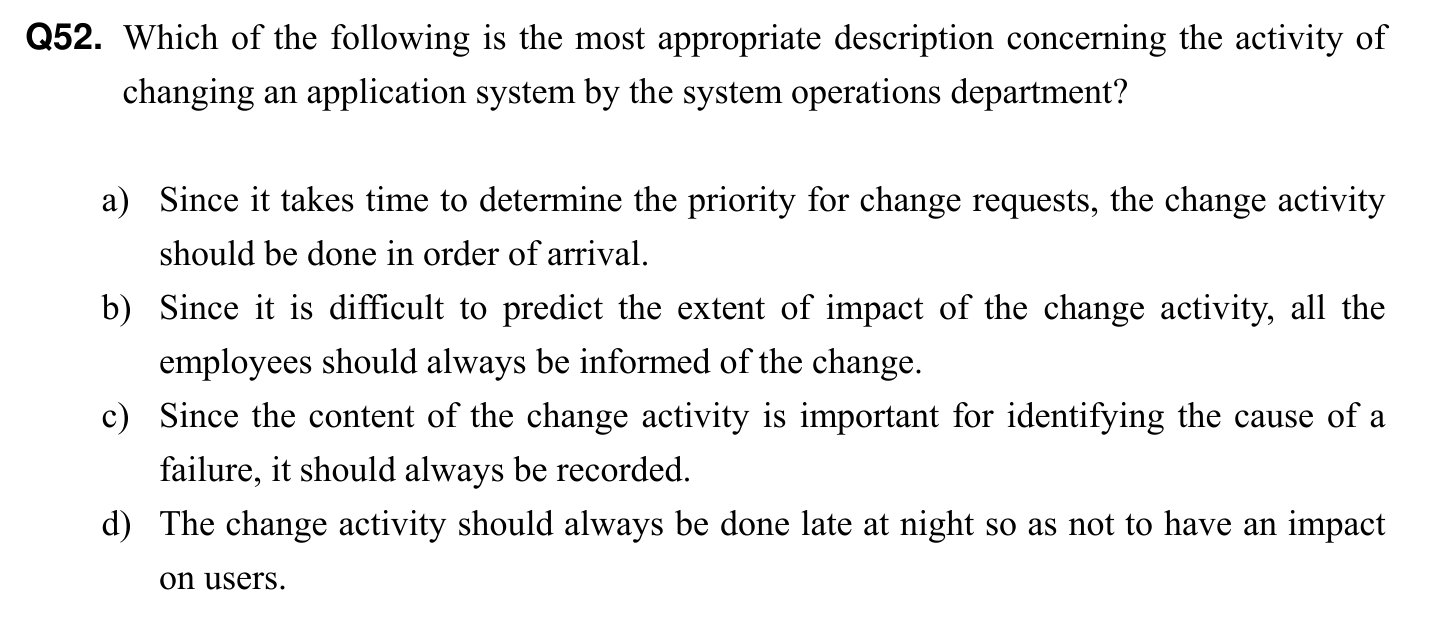 Q52. Which of the following is the most appropriate description concerning the activity of
changing an application system by the system operations department?
a) Since it takes time to determine the priority for change requests, the change activity
should be done in order of arrival.
b) Since it is difficult to predict the extent of impact of the change activity, all the
employees should always be informed of the change.
c) Since the content of the change activity is important for identifying the cause of a
failure, it should always be recorded.
d) The change activity should always be done late at night so as not to have an impact
on users.